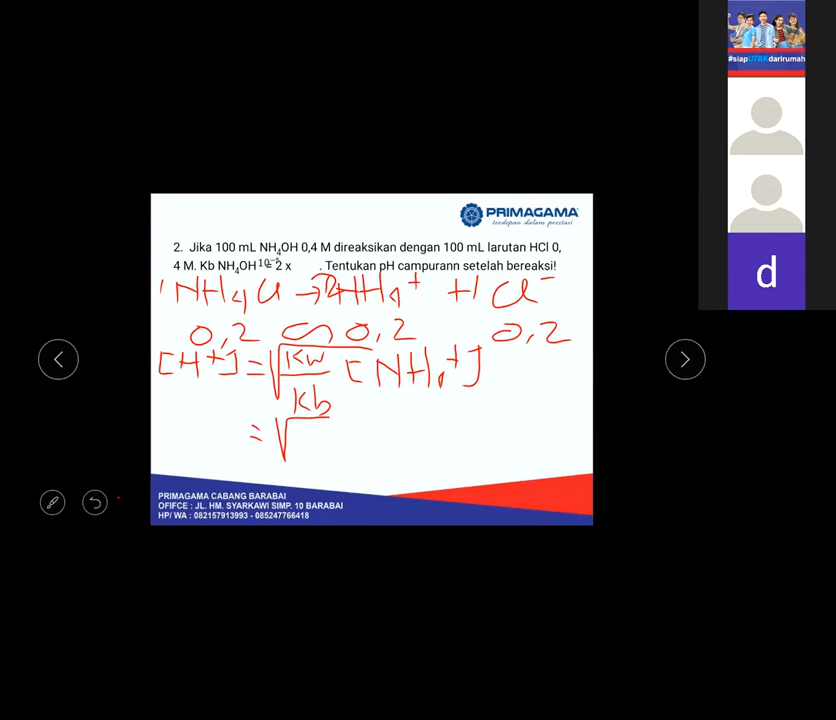 #siapUTBKdarirumah
PRIMAGAMA
terdepan dalam prestasi
2. Jika 100 mL NH4OH 0,4 M direaksikan dengan 100 mL larutan HCl 0,
4 M. Kb NH4OH = 2 x 10⁻⁵. Tentukan pH campurann setelah bereaksi!
NH4Cl → NH4+ + Cl-
0,2 0,2 0,2
[H+] = √Kw/Kb [NH4+]
= √
d
PRIMAGAMA CABANG BARABAI
OFIFCE : JL. HM. SYARKAWI SIMP. 10 BARABAI
HP/ WA : 082157913993 - 085247766418